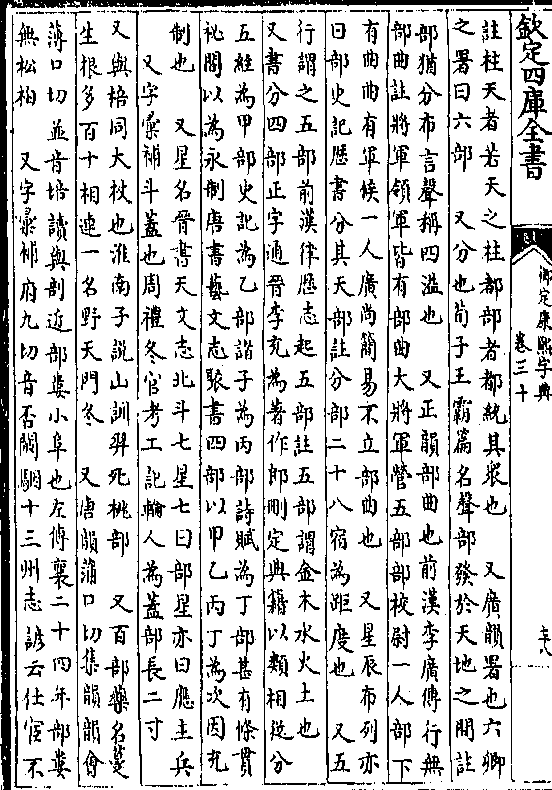 欽定四庫全書
御定康熙字典
卷三十
註柱天者若天之柱都部者都統其衆也　又廣韻署也六卿
之署曰六部　又分也荀子王霸篇名聲部發於天地之間註
部猶分布言聲稱四溢也　又正韻部曲也前漢李廣傳行無
部曲註將軍領軍皆有部曲大將軍營五部部校尉一人部下
有曲曲有軍候一人廣尚簡易不立部曲也　又星辰布列亦
曰部史記歷書分其天部註分部二十八宿為距度也　又五
行謂之五部前漢律歷志起五部註五部謂金木水火土也
又書分四部正字通晉李充為著作郎刪定典籍以類相從分
五經為甲部史記為乙部諸子為丙部詩賦為丁部甚有條貫
祕閣以為永制唐書藝文志聚書四部以甲乙丙丁為次因充
制也　又星名晉書天文志北斗七星七曰部星亦曰應主兵
又字彙補斗蓋也周禮冬官考工記輪人為蓋部長二寸
又與棓同大杖也淮南子說山訓羿死桃部　又百部藥名蔓
生根多百十相連一名野天門冬　又唐韻蒲口切集韻韻會
薄口切並音培讀與剖近部婁小阜也左傳襄二十四年部婁
無松柏　又字彙補府九切音否闞駰十三州志諺云仕宦不